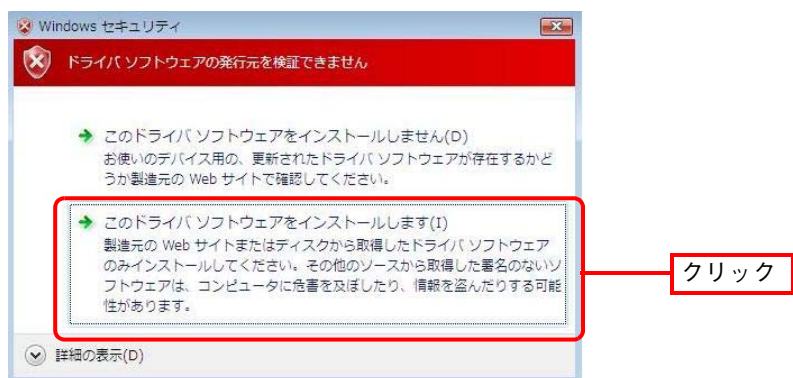 Windows セキュリティ
ドライバ ソフトウェアの発行元を検証できません
このドライバ ソフトウェアをインストールしません(D)
お使いのデバイス用の、更新されたドライバ ソフトウェアが存在するかど
うか製造元の Web サイトで確認してください。
このドライバ ソフトウェアをインストールします(I)
製造元の Web サイトまたはディスクから取得したドライバ ソフトウェア
のみインストールしてください。その他のソースから取得した署名のないソ
フトウェアは、コンピュータに危害を及ぼしたり、情報を盗んだりする可能
性があります。
クリック
詳細の表示(D)